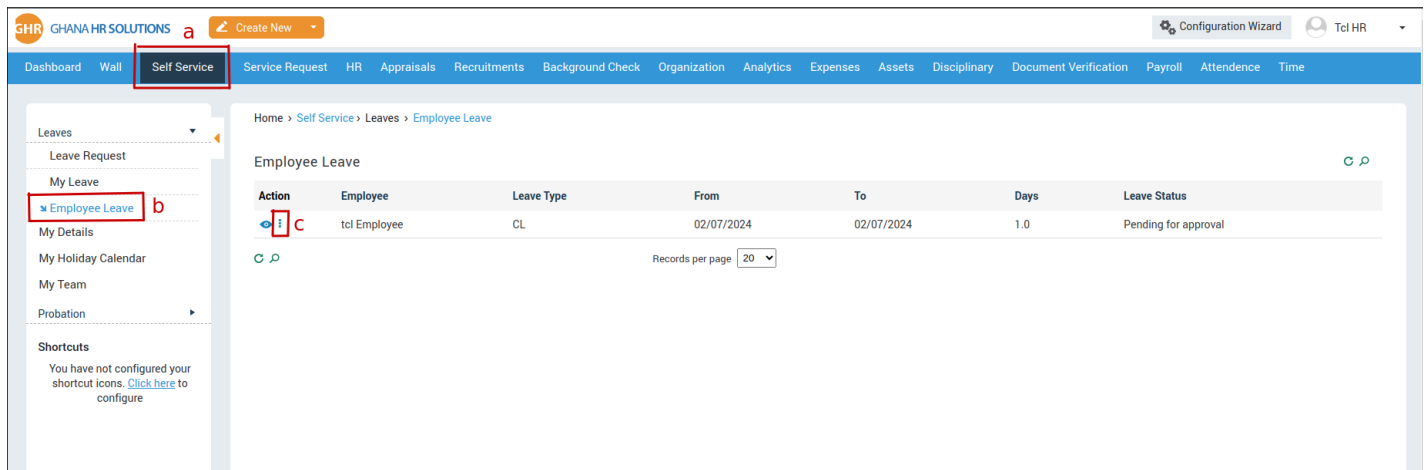 GHR GHANA HR SOLUTIONS a Create New Configuration Wizard Tcl HR
Dashboard Wall Self Service Service Request HR Appraisals Recruitments Background Check Organization Analytics Expenses Assets Disciplinary Document Verification Payroll Attendence Time
Leaves
Leave Request
My Leave
Employee Leave b
My Details
My Holiday Calendar
My Team
Probation
Shortcuts
You have not configured your
shortcut icons. Click here to
configure
Home › Self Service › Leaves › Employee Leave
Employee Leave
Action Employee Leave Type From To Days Leave Status
c tcl Employee CL 02/07/2024 02/07/2024 1.0 Pending for approval
Records per page 20